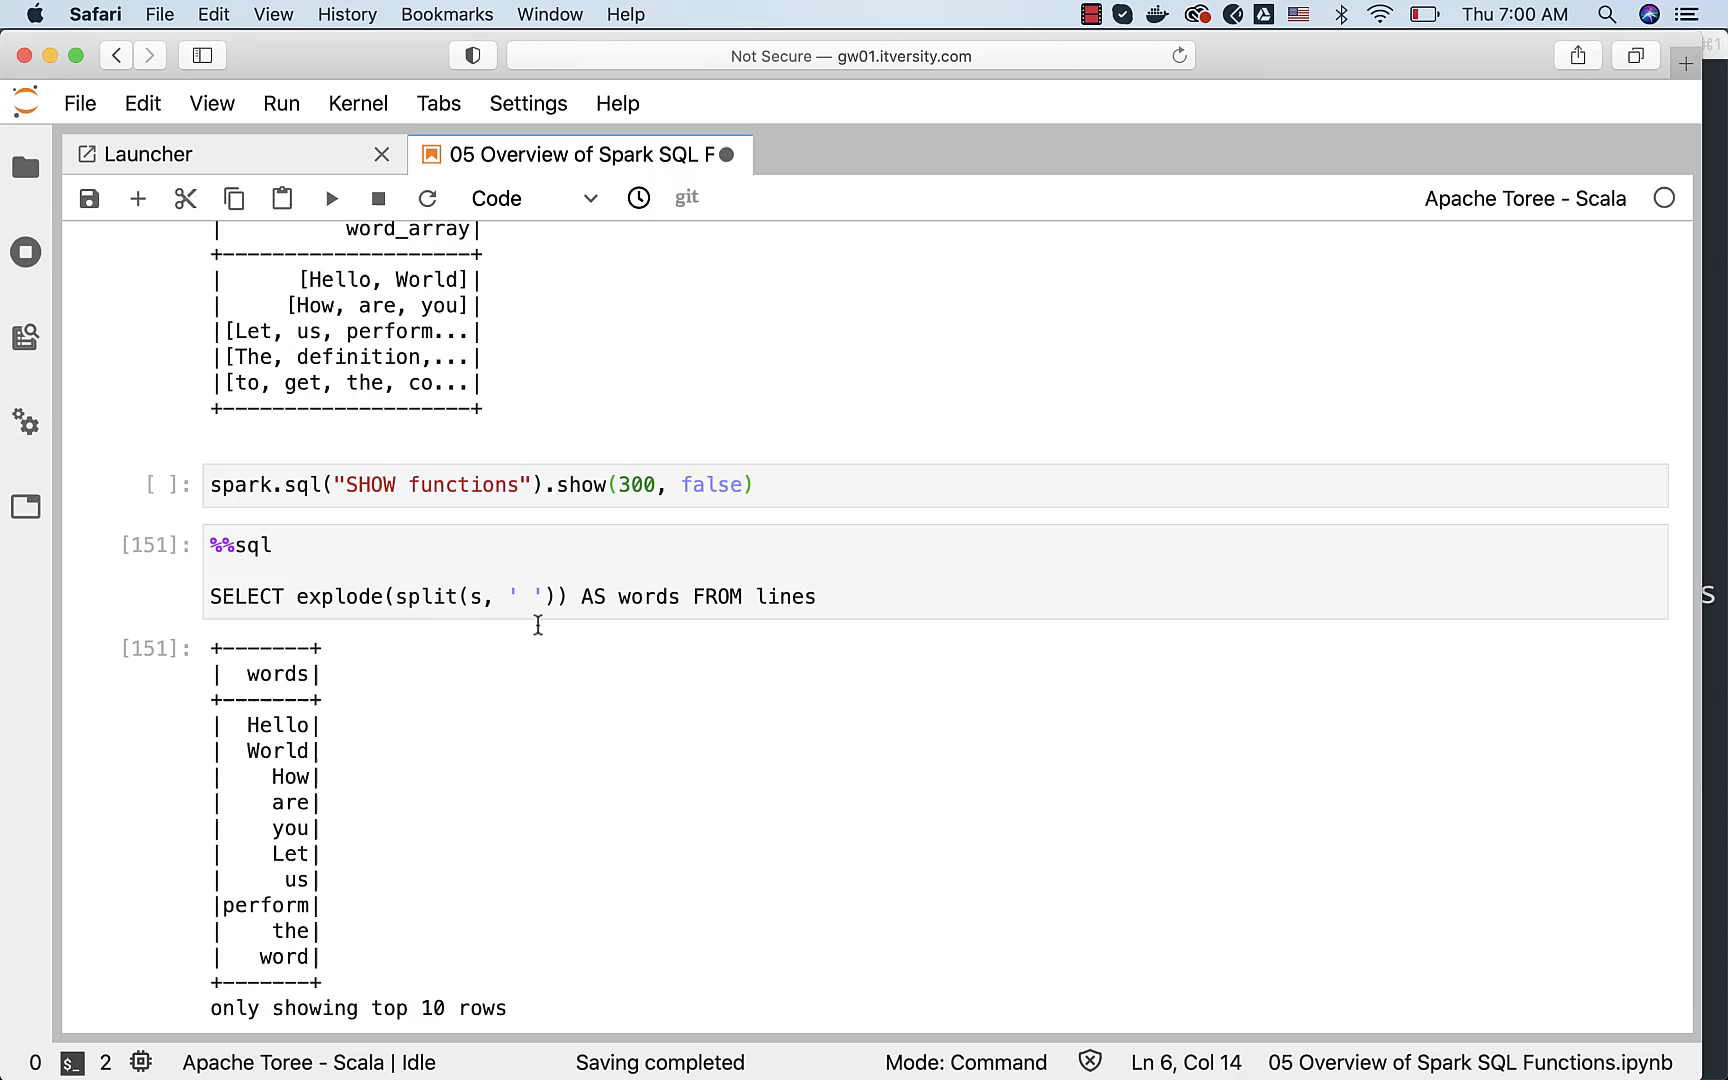 Safari File Edit View History Bookmarks Window Help Thu 7:00 AM
Not Secure — gw01.itversity.com
⌘1
File Edit View Run Kernel Tabs Settings Help
Launcher 05 Overview of Spark SQL F
Code git Apache Toree - Scala
| word_array|
+--------------------+
| [Hello, World]|
| [How, are, you]|
|[Let, us, perform...|
|[The, definition,...|
|[to, get, the, co...|
+--------------------+
[ ]: spark.sql("SHOW functions").show(300, false)
[151]: %%sql
SELECT explode(split(s, ' ')) AS words FROM lines
s
[151]: +-------+
| words|
+-------+
| Hello|
| World|
| How|
| are|
| you|
| Let|
| us|
|perform|
| the|
| word|
+-------+
only showing top 10 rows
0 $_ 2 Apache Toree - Scala | Idle Saving completed Mode: Command Ln 6, Col 14 05 Overview of Spark SQL Functions.ipynb